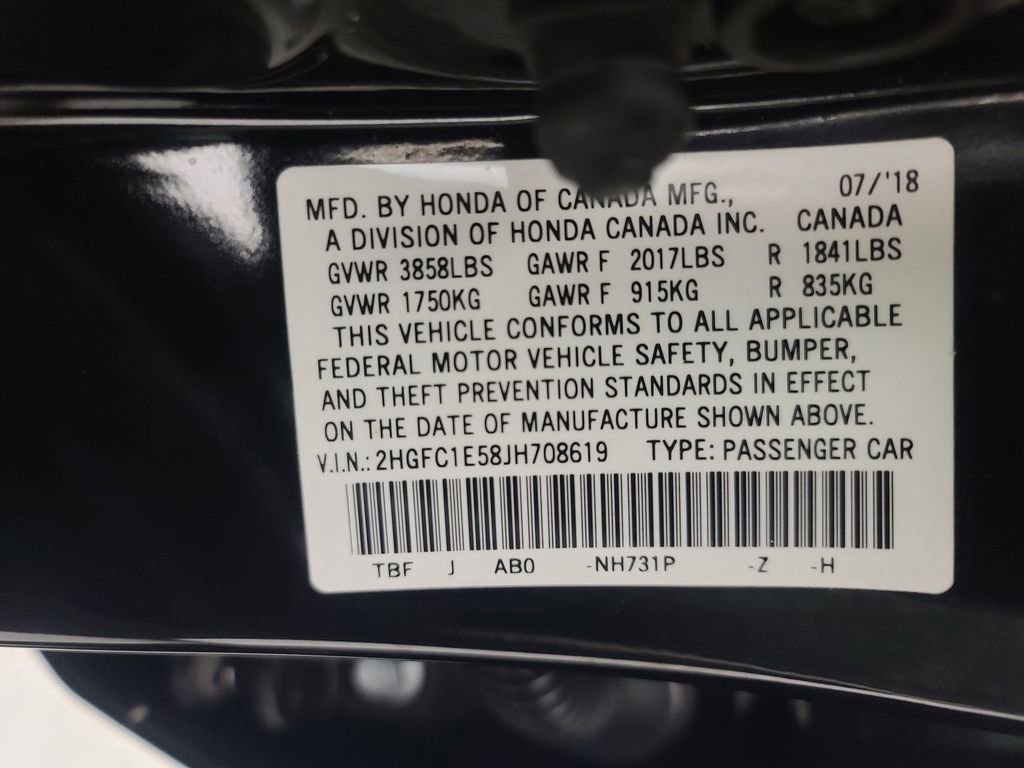 07/'18
MFD. BY HONDA OF CANADA MFG.,
A DIVISION OF HONDA CANADA INC. CANADA
GVWR 3858LBS GAWR F 2017LBS R 1841LBS
GVWR 1750KG GAWR F 915KG R 835KG
THIS VEHICLE CONFORMS TO ALL APPLICABLE
FEDERAL MOTOR VEHICLE SAFETY, BUMPER,
AND THEFT PREVENTION STANDARDS IN EFFECT
ON THE DATE OF MANUFACTURE SHOWN ABOVE.
V.I.N.: 2HGFC1E58JH708619 TYPE: PASSENGER CAR
TBF J AB0 -NH731P -Z -H